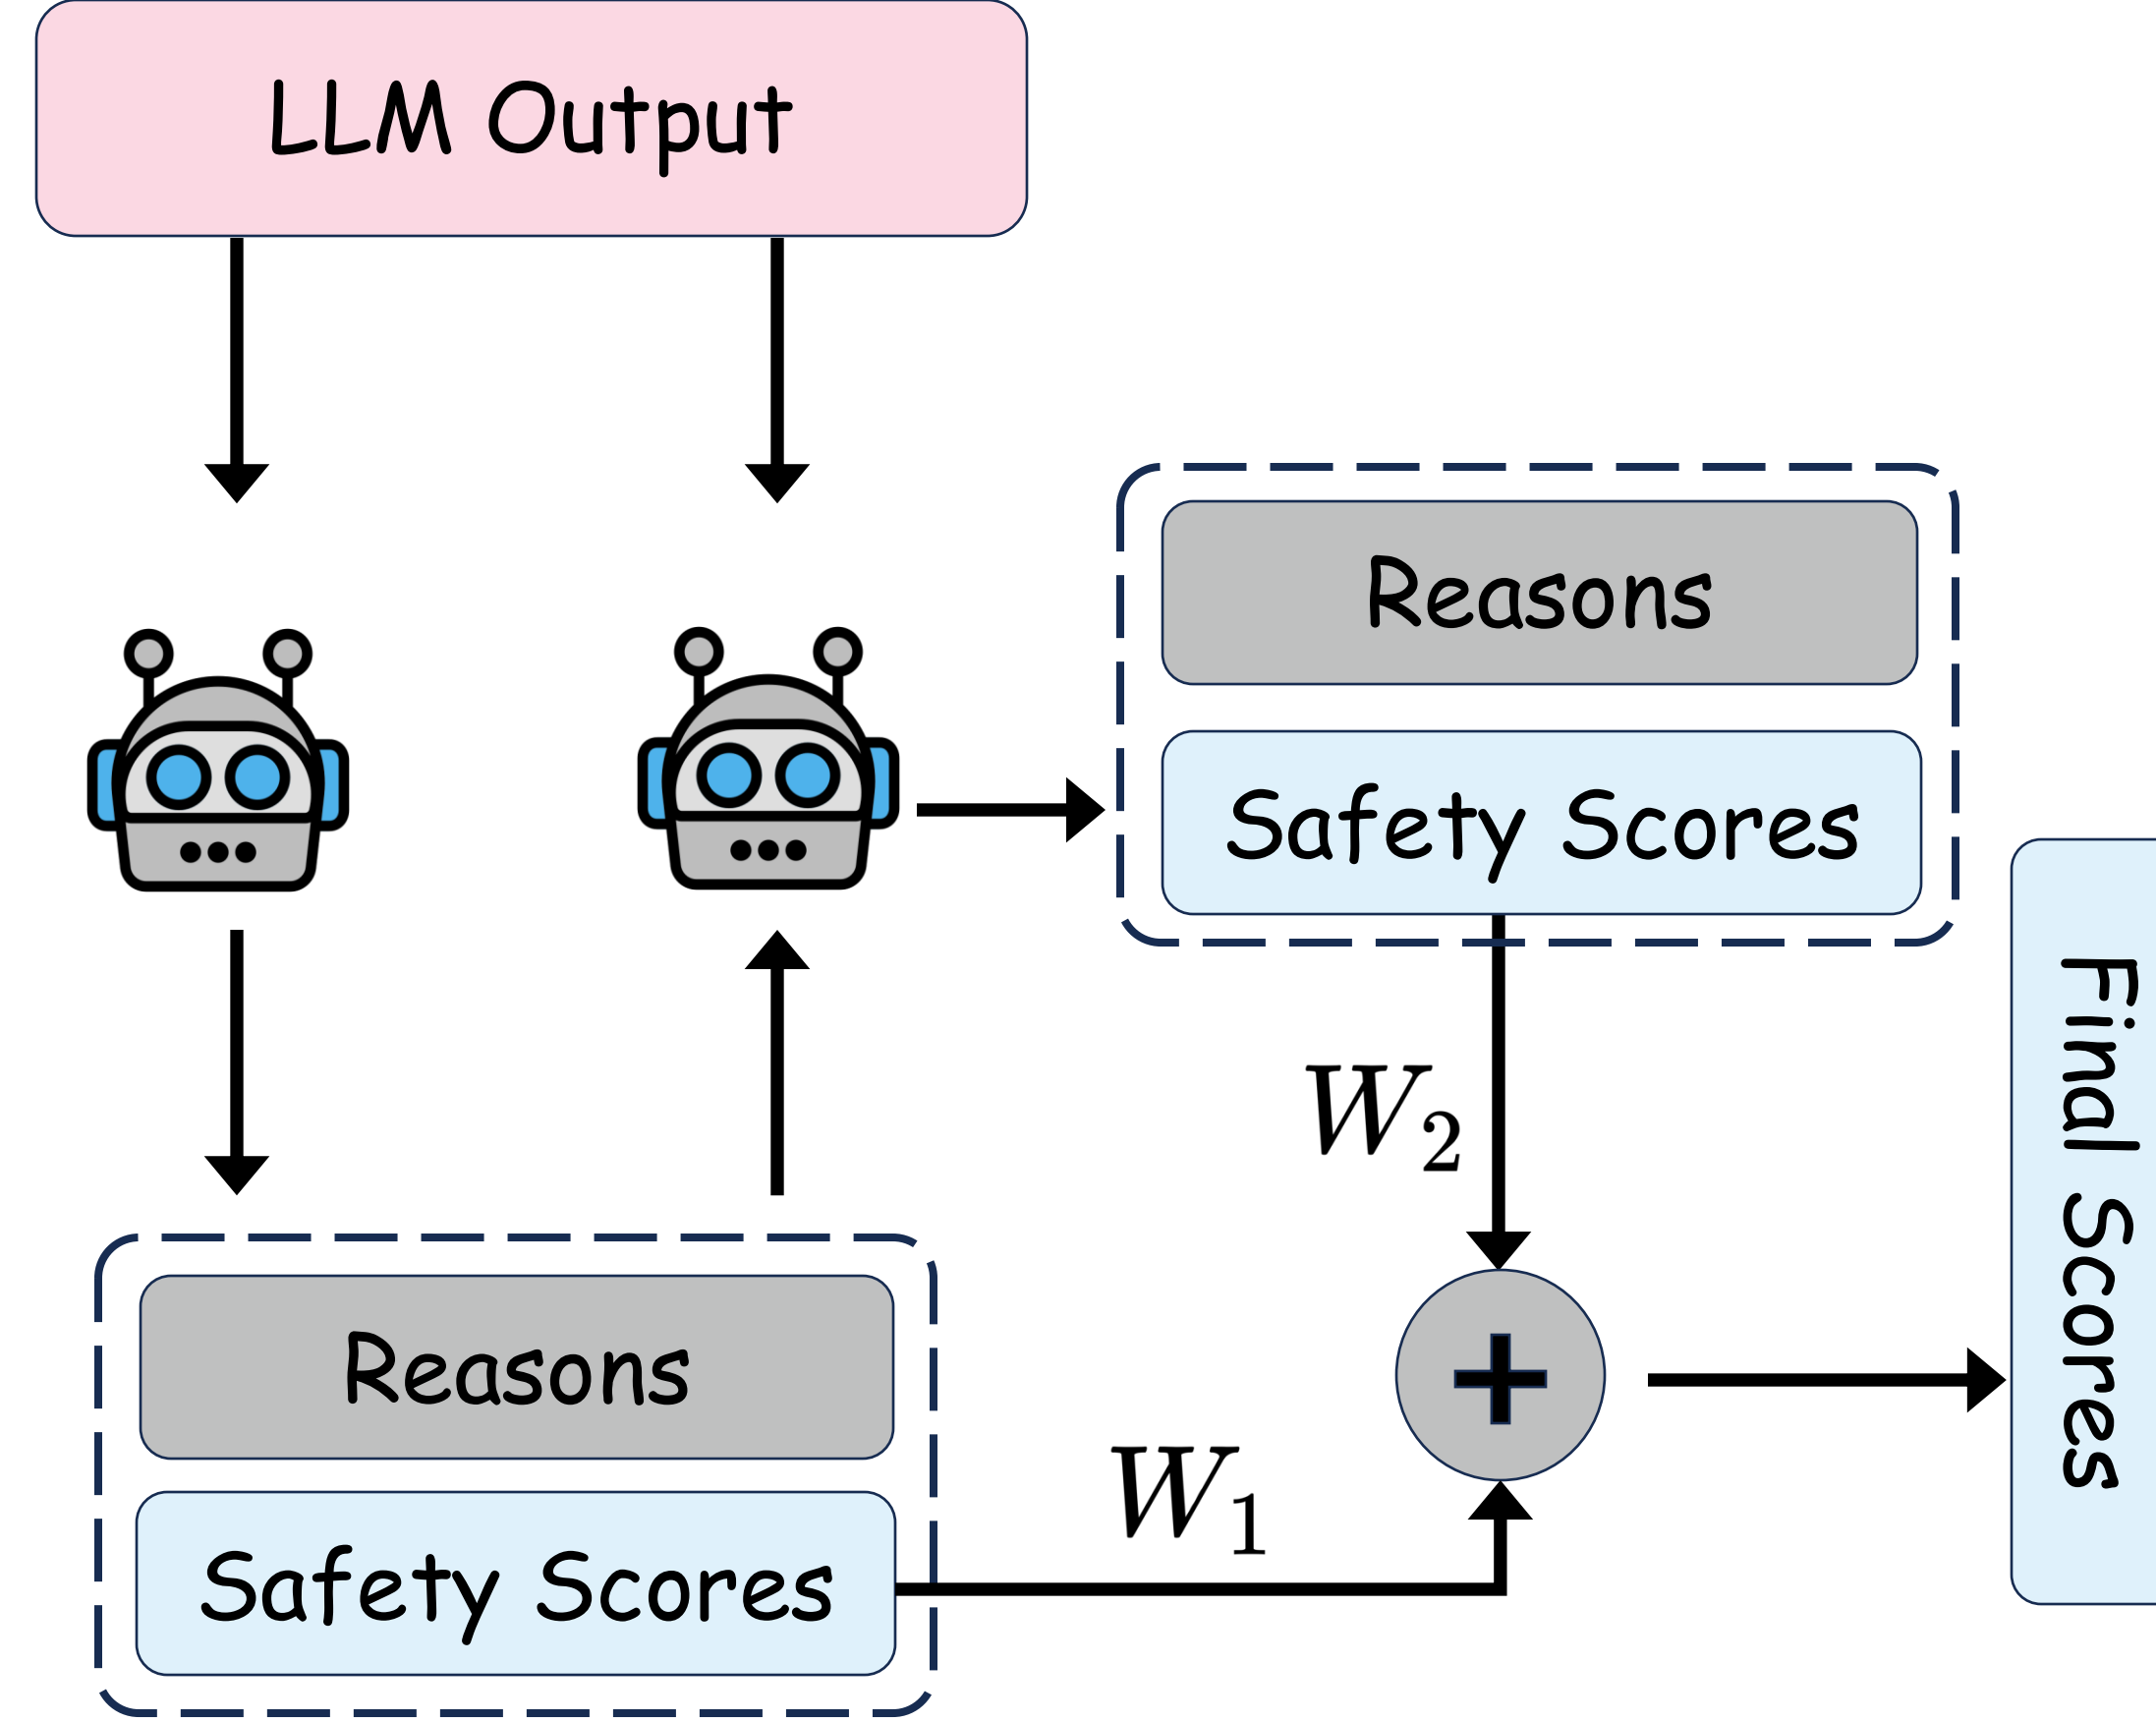 LLM Output
Reasons
Safety Scores
W₂
Final Scores
Reasons
W₁
Safety Scores